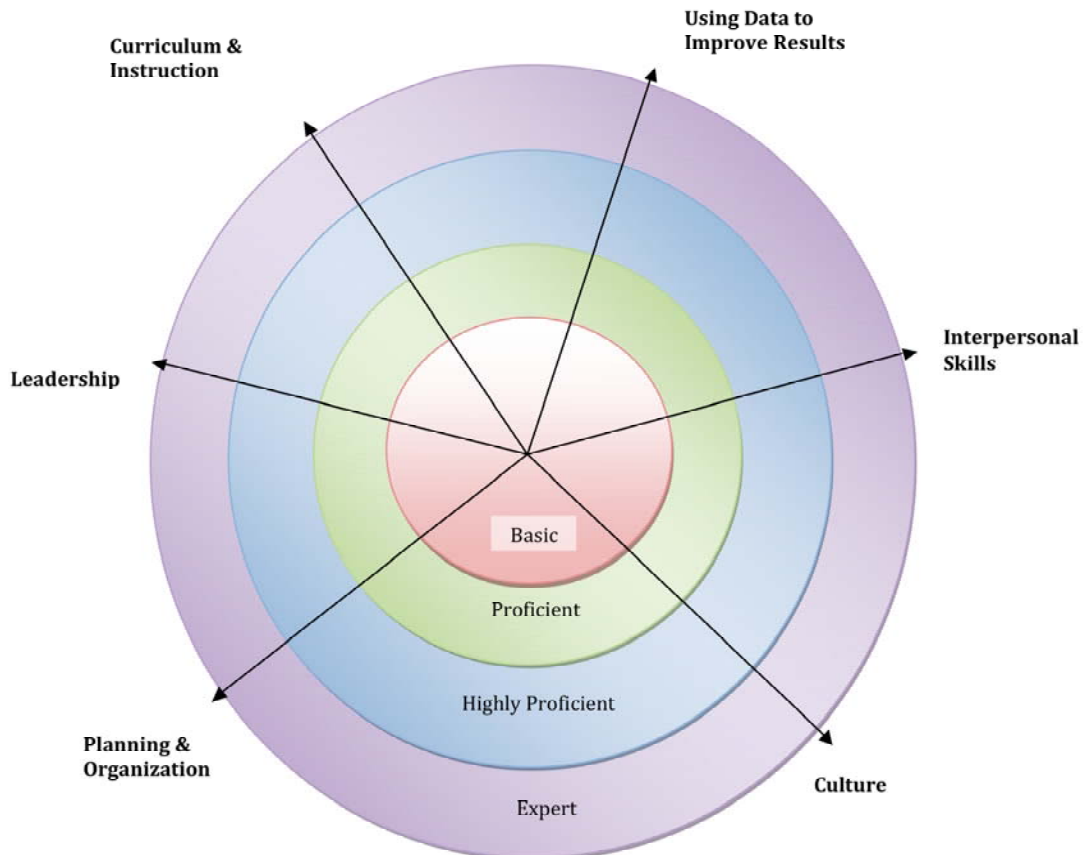 Using Data to
Improve Results
Curriculum &
Instruction
Interpersonal
Skills
Leadership
Basic
Proficient
Highly Proficient
Planning &
Organization
Culture
Expert